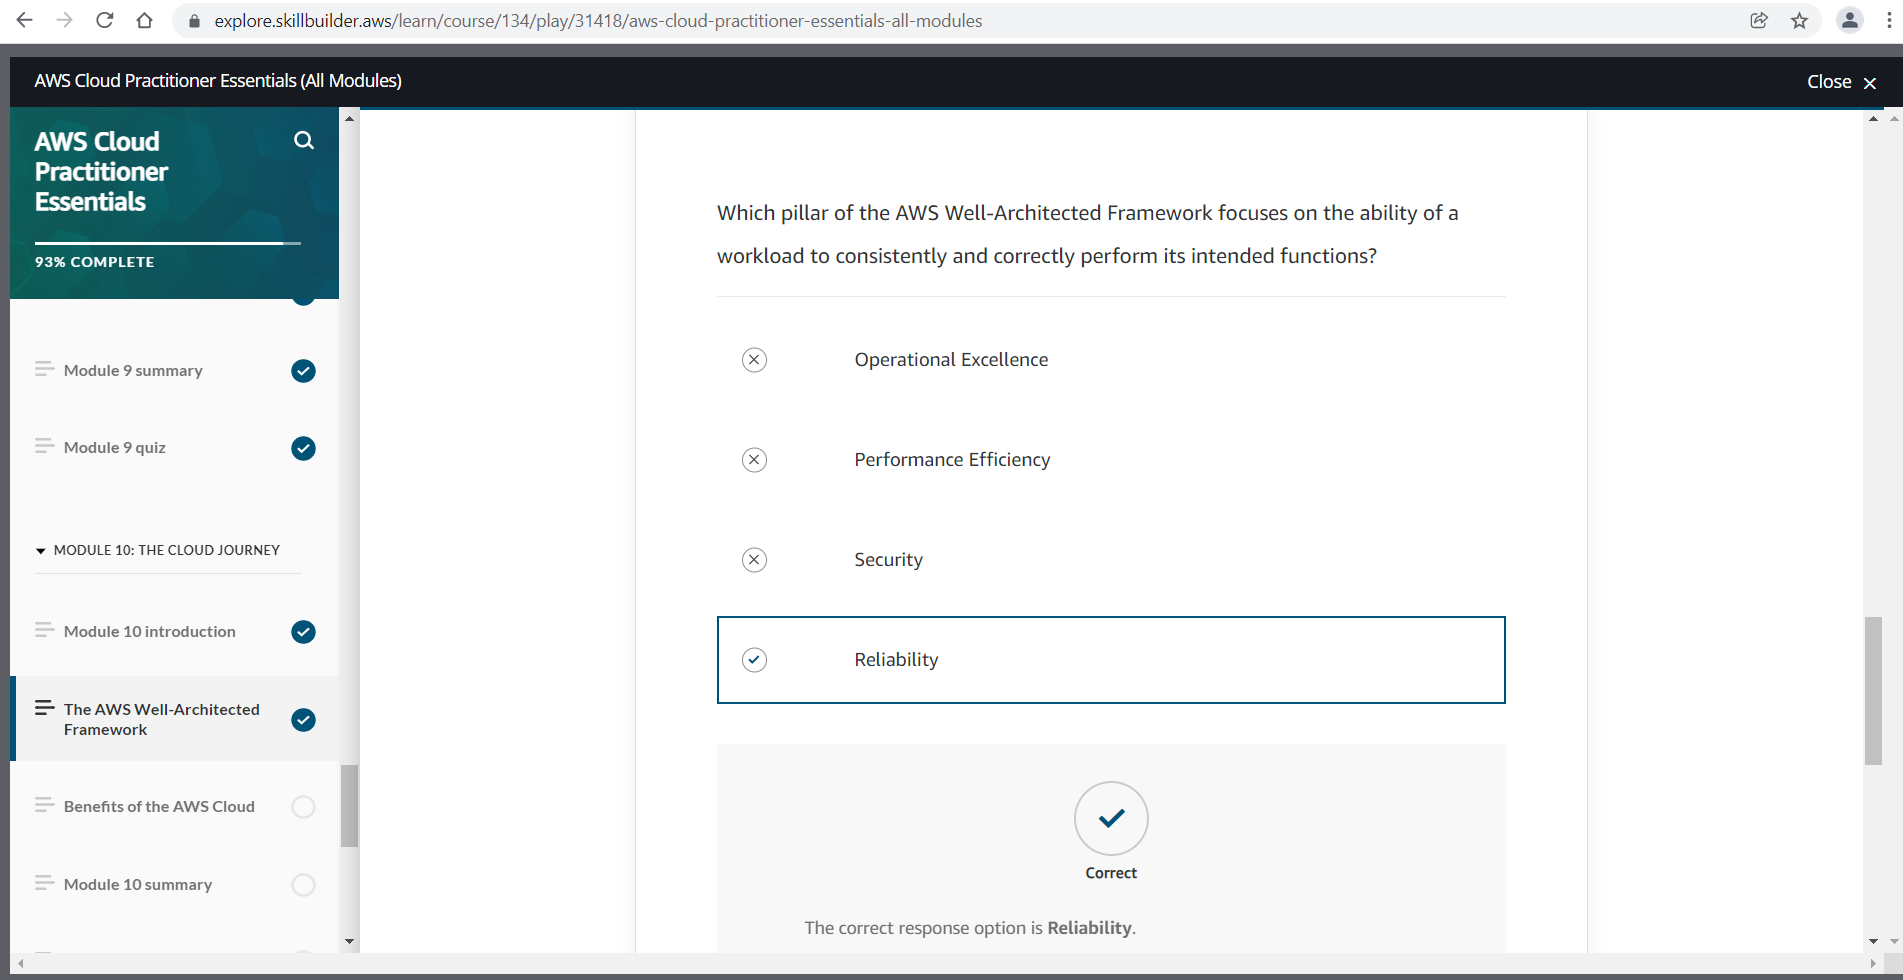 explore.skillbuilder.aws/learn/course/134/play/31418/aws-cloud-practitioner-essentials-all-modules
AWS Cloud Practitioner Essentials (All Modules)
Close
AWS Cloud
Practitioner
Essentials
93% COMPLETE
Module 9 summary
Module 9 quiz
MODULE 10: THE CLOUD JOURNEY
Module 10 introduction
The AWS Well-Architected
Framework
Benefits of the AWS Cloud
Module 10 summary
Which pillar of the AWS Well-Architected Framework focuses on the ability of a
workload to consistently and correctly perform its intended functions?
Operational Excellence
Performance Efficiency
Security
Reliability
Correct
The correct response option is Reliability.